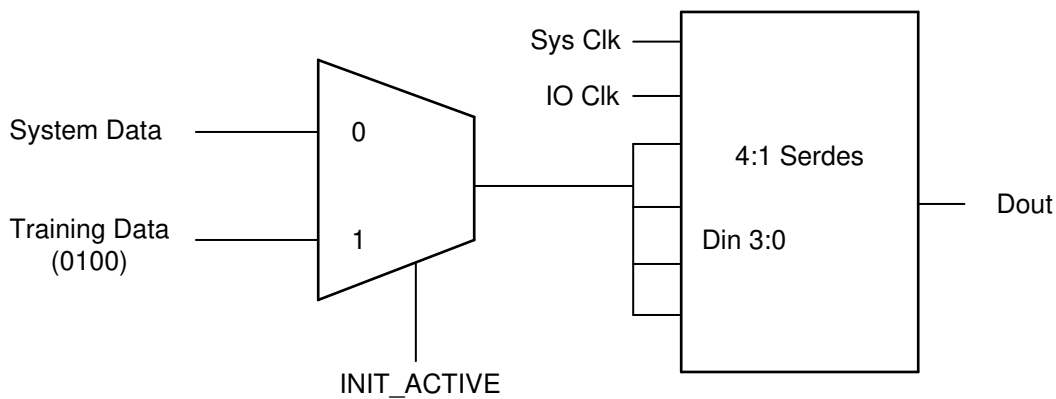 Sys Clk
IO Clk
System Data
0
4:1 Serdes
Dout
Training Data
(0100)
1
Din 3:0
INIT_ACTIVE